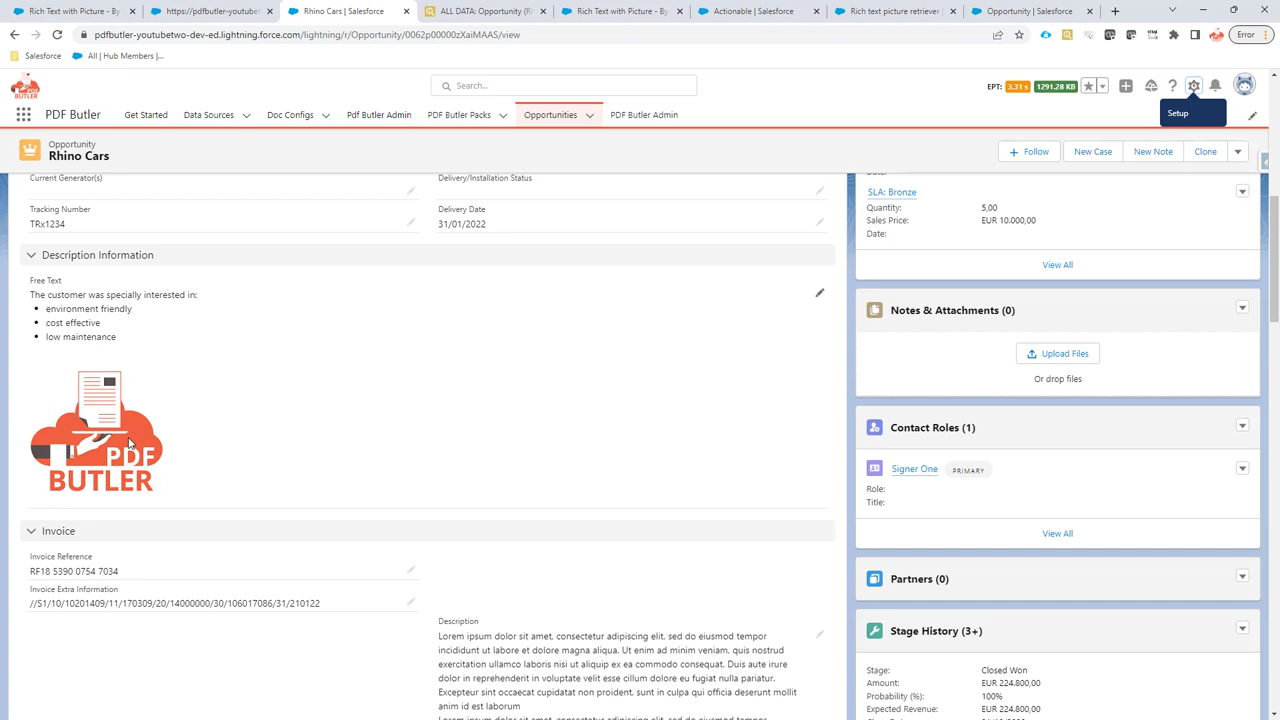 Rich Text with Picture - By
https://pdfbutler-youtubet
Rhino Cars | Salesforce
ALL DATA: Opportunity (R
Rich Text with Picture - By
Actionable | Salesforce
Rich text picture retriever
Opportunity | Salesforce
pdfbutler-youtubetwo-dev-ed.lightning.force.com/lightning/r/Opportunity/0062p00000zXaiMAAS/view
Error
Salesforce
All | Hub Members |...
PDF BUTLER
Search...
EPT: 3.31 s 1291.28 KB
PDF Butler
Get Started
Data Sources
Doc Configs
Pdf Butler Admin
PDF Butler Packs
Opportunities
PDF Butler Admin
Setup
Opportunity
Rhino Cars
Follow
New Case
New Note
Clone
Current Generator(s)
Delivery/Installation Status
Tracking Number
TRx1234
Delivery Date
31/01/2022
Description Information
Free Text
The customer was specially interested in:
environment friendly
cost effective
low maintenance
PDF
BUTLER
Invoice
Invoice Reference
RF18 5390 0754 7034
Invoice Extra Information
//S1/10/10201409/11/170309/20/14000000/30/106017086/31/210122
Description
Lorem ipsum dolor sit amet, consectetur adipiscing elit, sed do eiusmod tempor
incididunt ut labore et dolore magna aliqua. Ut enim ad minim veniam, quis nostrud
exercitation ullamco laboris nisi ut aliquip ex ea commodo consequat. Duis aute irure
dolor in reprehenderit in voluptate velit esse cillum dolore eu fugiat nulla pariatur.
Excepteur sint occaecat cupidatat non proident, sunt in culpa qui officia deserunt mollit
anim id est laborum
SLA: Bronze
Quantity: 5,00
Sales Price: EUR 10.000,00
Date:
View All
Notes & Attachments (0)
Upload Files
Or drop files
Contact Roles (1)
Signer One PRIMARY
Role:
Title:
View All
Partners (0)
Stage History (3+)
Stage: Closed Won
Amount: EUR 224.800,00
Probability (%): 100%
Expected Revenue: EUR 224.800,00